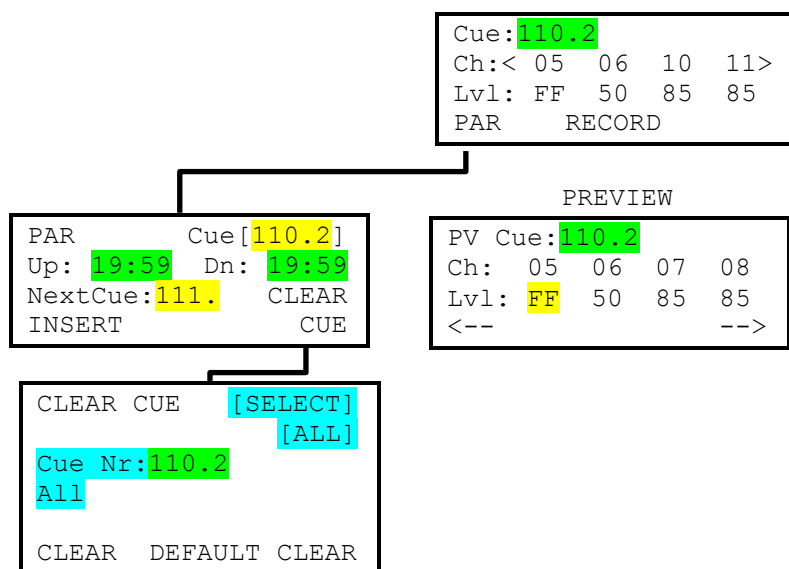 Cue:110.2
Ch:< 05 06 10 11>
Lvl: FF 50 85 85
PAR RECORD
PAR Cue[110.2]
Up: 19:59 Dn: 19:59
NextCue:111. CLEAR
INSERT CUE
PREVIEW
PV Cue:110.2
Ch: 05 06 07 08
Lvl: FF 50 85 85
<-- -->
CLEAR CUE [SELECT]
[ALL]
Cue Nr:110.2
All
CLEAR DEFAULT CLEAR